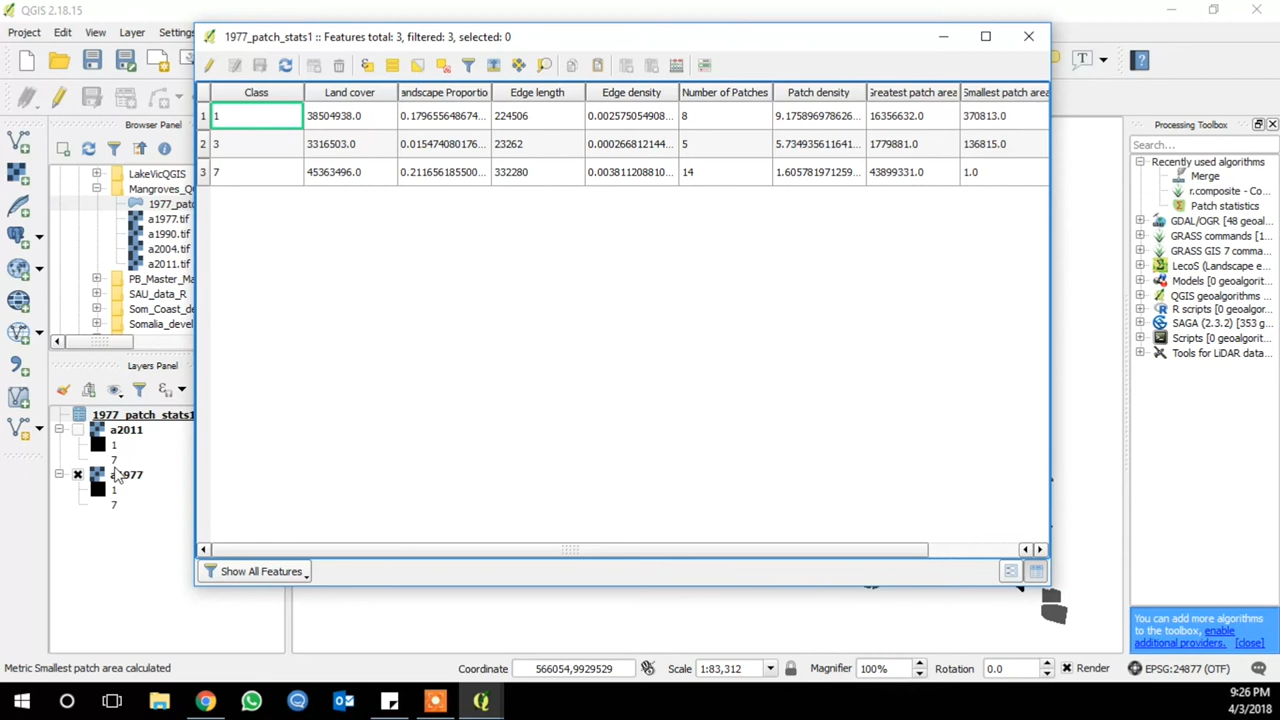 QGIS 2.18.15
Project Edit View Layer Settings
1977_patch_stats1 :: Features total: 3, filtered: 3, selected: 0
Class Land cover andscape Proportio Edge length Edge density Number of Patches Patch density Greatest patch area Smallest patch area
1 1 38504938.0 0.179655648674... 224506 0.002575054908... 8 9.175896978626... 16356632.0 370813.0
2 3 3316503.0 0.015474080176... 23262 0.000266812144... 5 5.734935611641... 1779881.0 136815.0
3 7 45363496.0 0.211656185500... 332280 0.003811208810... 14 1.605781971259... 43899331.0 1.0
Show All Features
Browser Panel
LakeVicQGIS
Mangroves_QG
1977_patc
a1977.tif
a1990.tif
a2004.tif
a2011.tif
PB_Master_Ma
SAU_data_R
Som_Coast_de
Somalia_devel
Layers Panel
1977_patch_stats1
a2011
1
7
a1977
1
7
Processing Toolbox
Search...
Recently used algorithms
Merge
r.composite - Co...
Patch statistics
GDAL/OGR [48 geoal...
GRASS commands [1...
GRASS GIS 7 comma...
LecoS (Landscape e...
Models [0 geoalgorit...
QGIS geoalgorithms ...
R scripts [0 geoalgor...
SAGA (2.3.2) [353 g...
Scripts [0 geoalgorith...
Tools for LiDAR data...
You can add more algorithms
to the toolbox, enable
additional providers. [close]
Metric Smallest patch area calculated
Coordinate 566054,9929529 Scale 1:83,312 Magnifier 100% Rotation 0.0 Render EPSG:24877 (OTF)
9:26 PM
4/3/2018